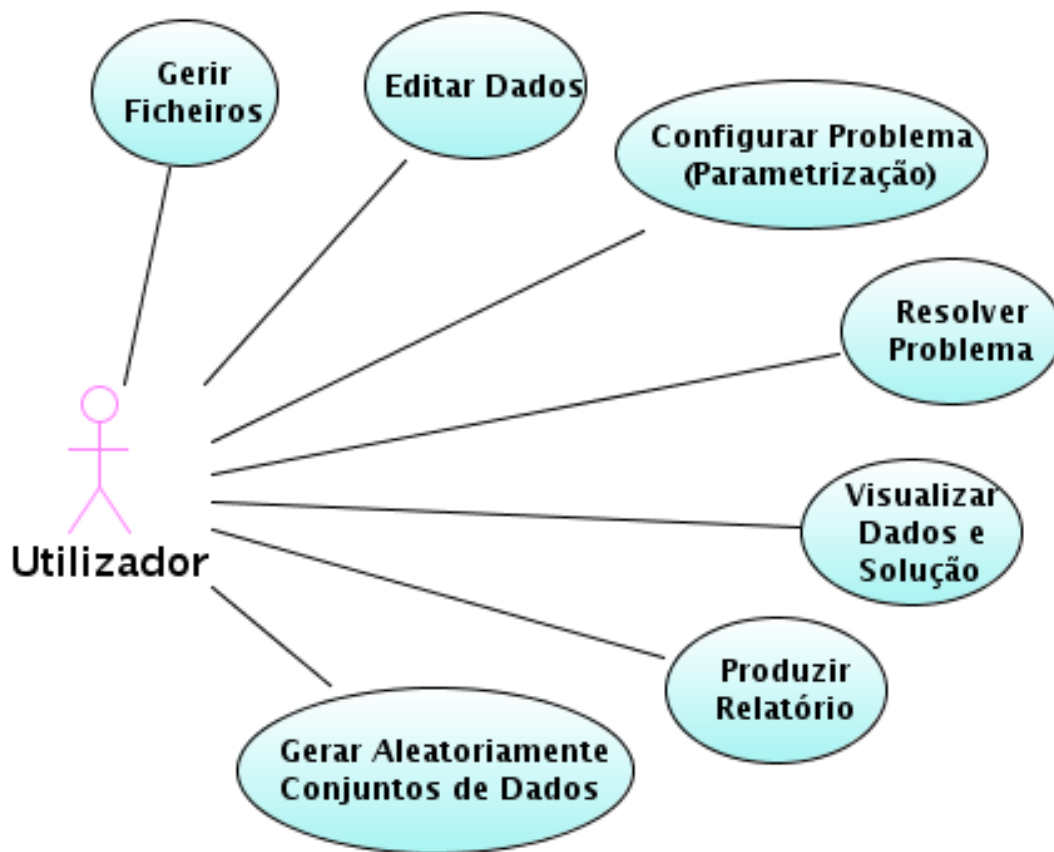 Gerir
Ficheiros
Editar Dados
Configurar Problema
(Parametrização)
Resolver
Problema
Visualizar
Dados e
Solução
Utilizador
Produzir
Relatório
Gerar Aleatoriamente
Conjuntos de Dados